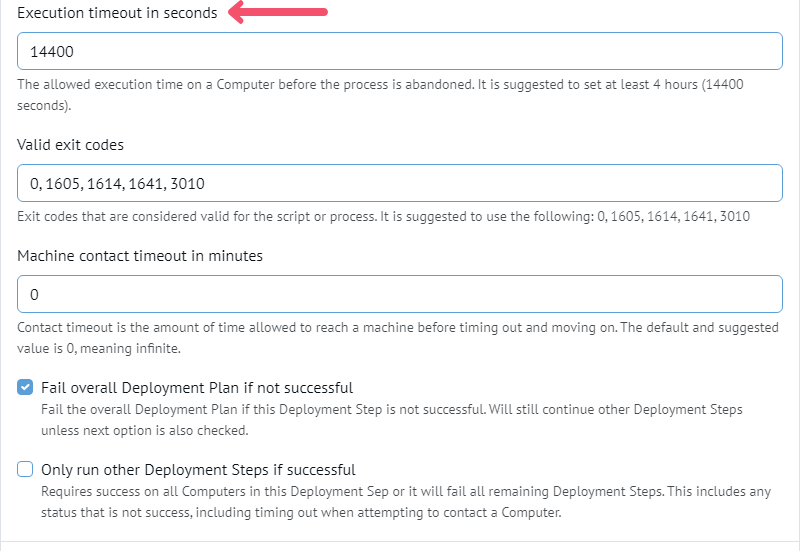 Execution timeout in seconds
14400
The allowed execution time on a Computer before the process is abandoned. It is suggested to set at least 4 hours (14400
seconds).
Valid exit codes
0, 1605, 1614, 1641, 3010
Exit codes that are considered valid for the script or process. It is suggested to use the following: 0, 1605, 1614, 1641, 3010
Machine contact timeout in minutes
0
Contact timeout is the amount of time allowed to reach a machine before timing out and moving on. The default and suggested
value is 0, meaning infinite.
Fail overall Deployment Plan if not successful
Fail the overall Deployment Plan if this Deployment Step is not successful. Will still continue other Deployment Steps
unless next option is also checked.
Only run other Deployment Steps if successful
Requires success on all Computers in this Deployment Sep or it will fail all remaining Deployment Steps. This includes any
status that is not success, including timing out when attempting to contact a Computer.